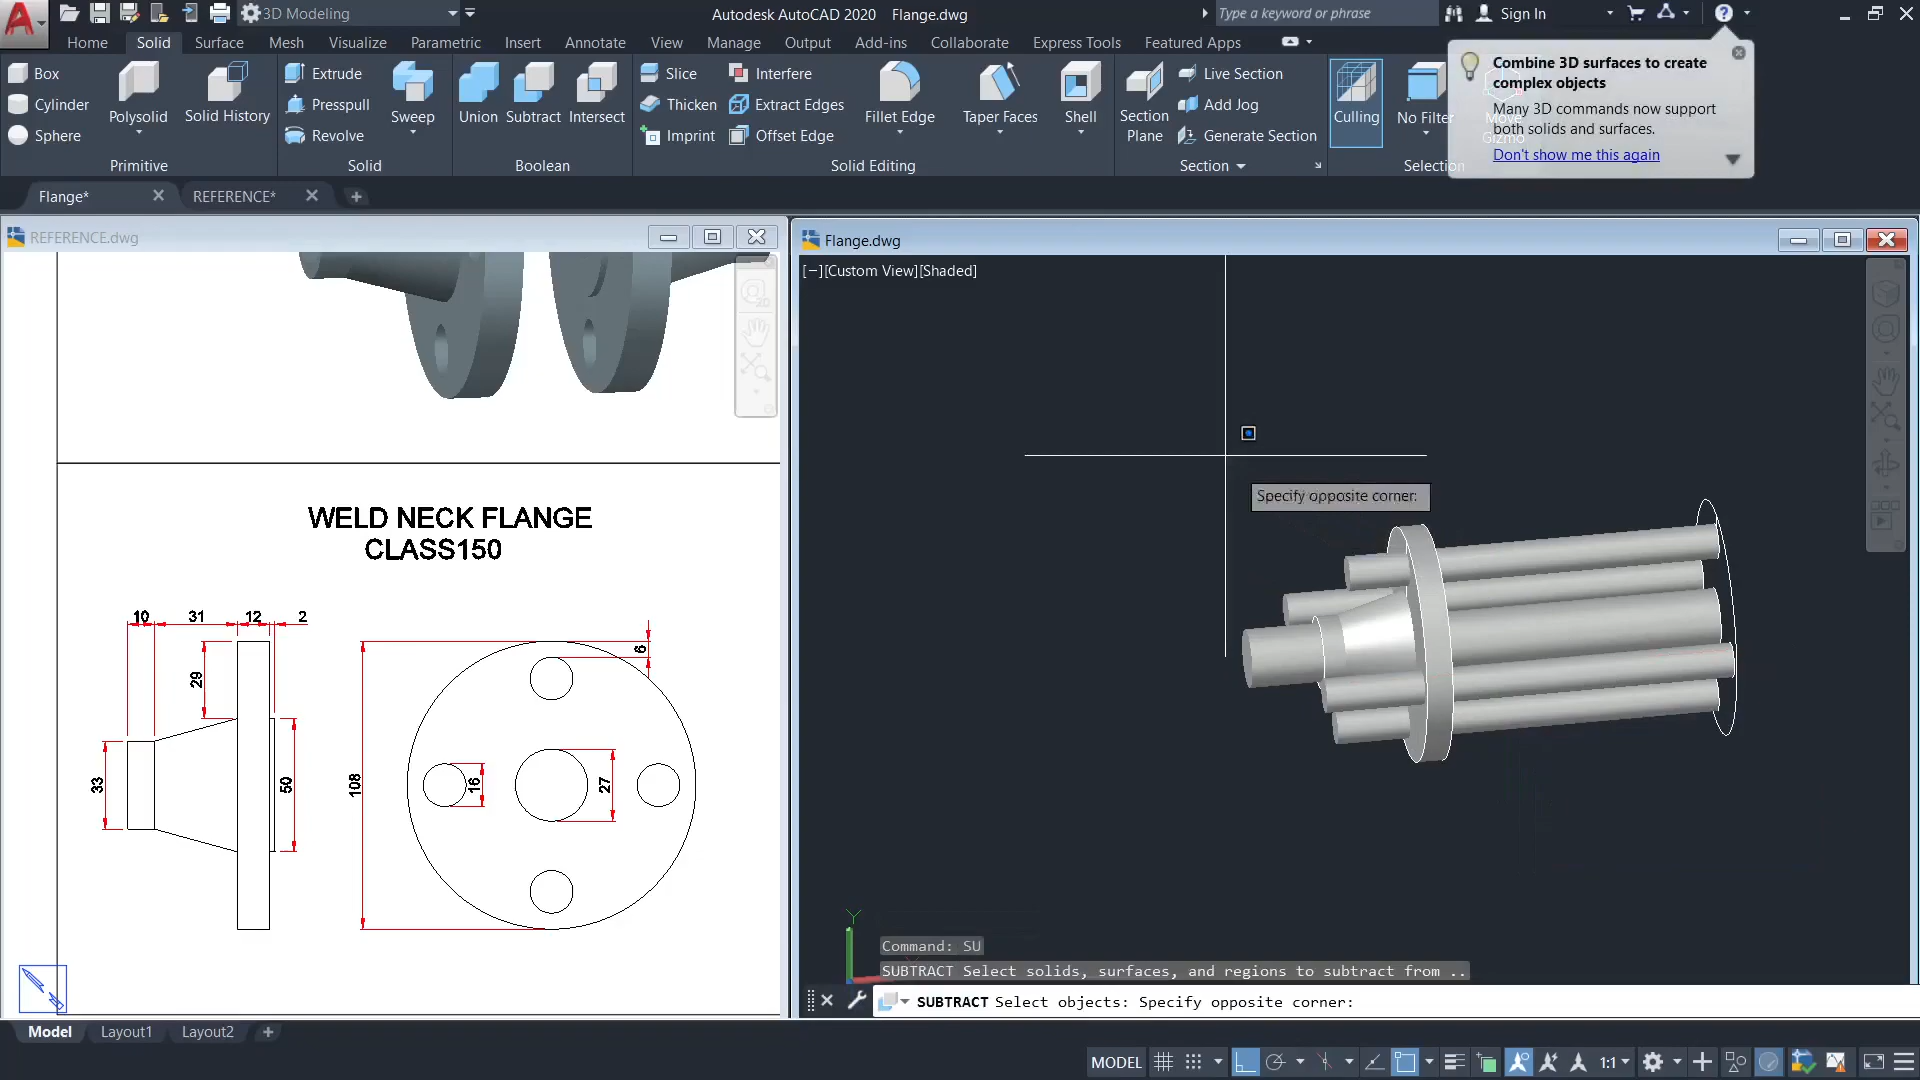 3D Modeling
Autodesk AutoCAD 2020 Flange.dwg
Type a keyword or phrase
Sign In
Home Solid Surface Mesh Visualize Parametric Insert Annotate View Manage Output Add-ins Collaborate Express Tools Featured Apps
Box
Cylinder
Sphere
Polysolid
Solid History
Primitive
Extrude
Presspull
Revolve
Sweep
Solid
Union
Subtract
Intersect
Boolean
Slice
Thicken
Imprint
Interfere
Extract Edges
Offset Edge
Fillet Edge
Taper Faces
Shell
Solid Editing
Section
Plane
Live Section
Add Jog
Generate Section
Section
Culling
No Filter
Move
Gizmo
Selection
Combine 3D surfaces to create
complex objects
Many 3D commands now support
both solids and surfaces.
Don't show me this again
Flange*
REFERENCE*
REFERENCE.dwg
Flange.dwg
[−][Custom View][Shaded]
WELD NECK FLANGE
CLASS150
10
31
12
2
29
33
50
108
6
16
27
Specify opposite corner:
Y
Command: SU
SUBTRACT Select solids, surfaces, and regions to subtract from ..
SUBTRACT Select objects: Specify opposite corner:
Model
Layout1
Layout2
MODEL
1:1